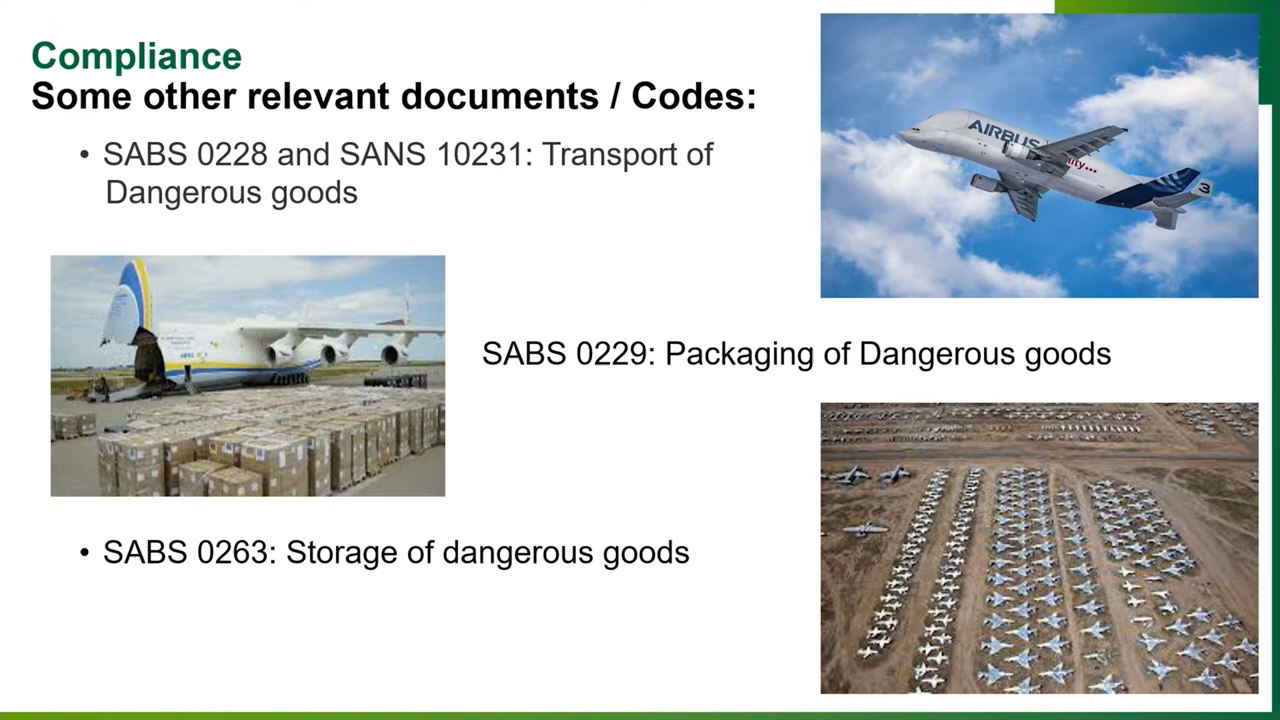 Compliance
Some other relevant documents / Codes:
• SABS 0228 and SANS 10231: Transport of
Dangerous goods
AIRBUS
3
SABS 0229: Packaging of Dangerous goods
• SABS 0263: Storage of dangerous goods